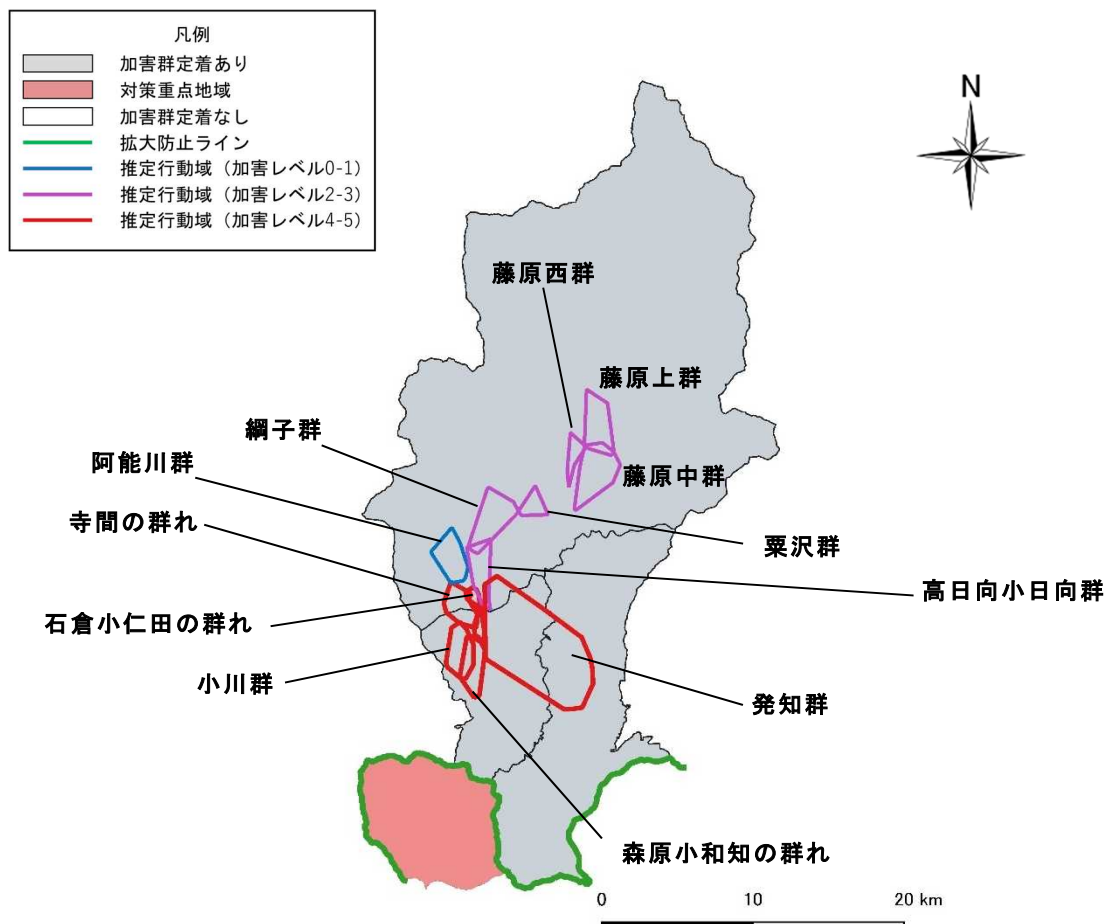 凡例
加害群定着あり
対策重点地域
加害群定着なし
拡大防止ライン
推定行動域（加害レベル0-1）
推定行動域（加害レベル2-3）
推定行動域（加害レベル4-5）
N
藤原西群
藤原上群
綱子群
藤原中群
阿能川群
寺間の群れ
粟沢群
高日向小日向群
石倉小仁田の群れ
小川群
発知群
森原小和知の群れ
0 10 20 km